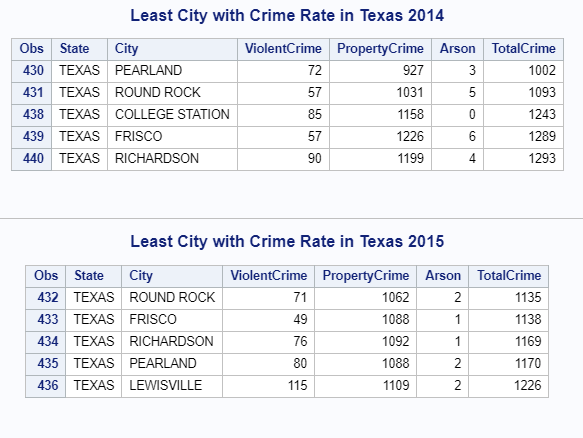 Least City with Crime Rate in Texas 2014
Obs State City ViolentCrime PropertyCrime Arson TotalCrime
430 TEXAS PEARLAND 72 927 3 1002
431 TEXAS ROUND ROCK 57 1031 5 1093
438 TEXAS COLLEGE STATION 85 1158 0 1243
439 TEXAS FRISCO 57 1226 6 1289
440 TEXAS RICHARDSON 90 1199 4 1293
Least City with Crime Rate in Texas 2015
Obs State City ViolentCrime PropertyCrime Arson TotalCrime
432 TEXAS ROUND ROCK 71 1062 2 1135
433 TEXAS FRISCO 49 1088 1 1138
434 TEXAS RICHARDSON 76 1092 1 1169
435 TEXAS PEARLAND 80 1088 2 1170
436 TEXAS LEWISVILLE 115 1109 2 1226